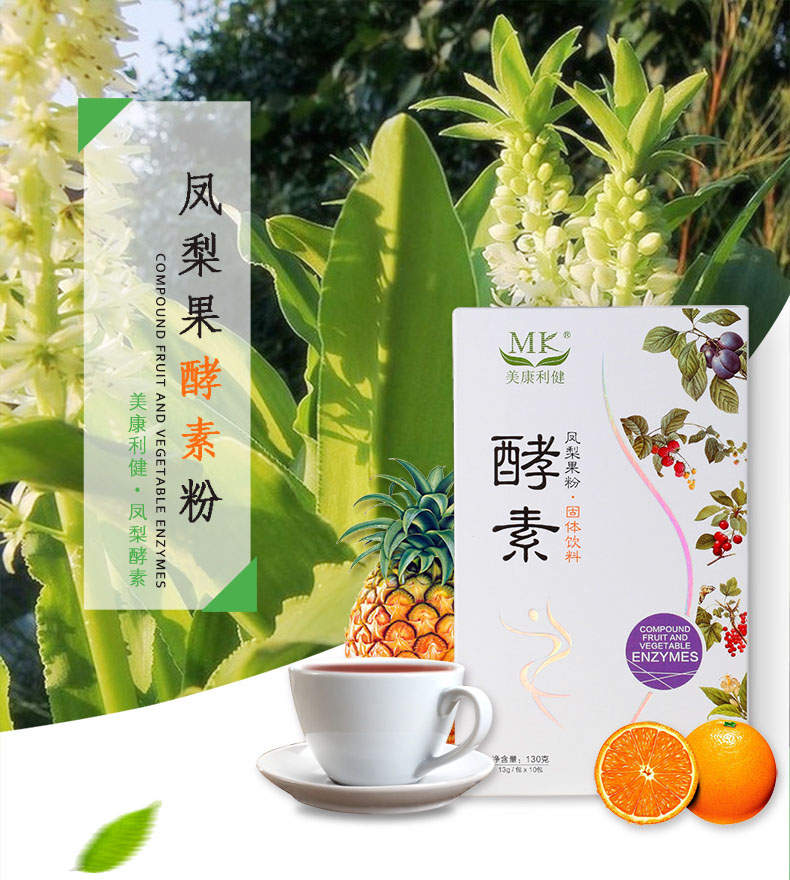 凤梨果酵素粉
COMPOUND FRUIT AND VEGETABLE ENZYMES
美康利健·凤梨酵素
MK®
美康利健
酵素
凤梨果粉·固体饮料
COMPOUND
FRUIT AND
VEGETABLE
ENZYMES
净含量：130克
13g/包x10包